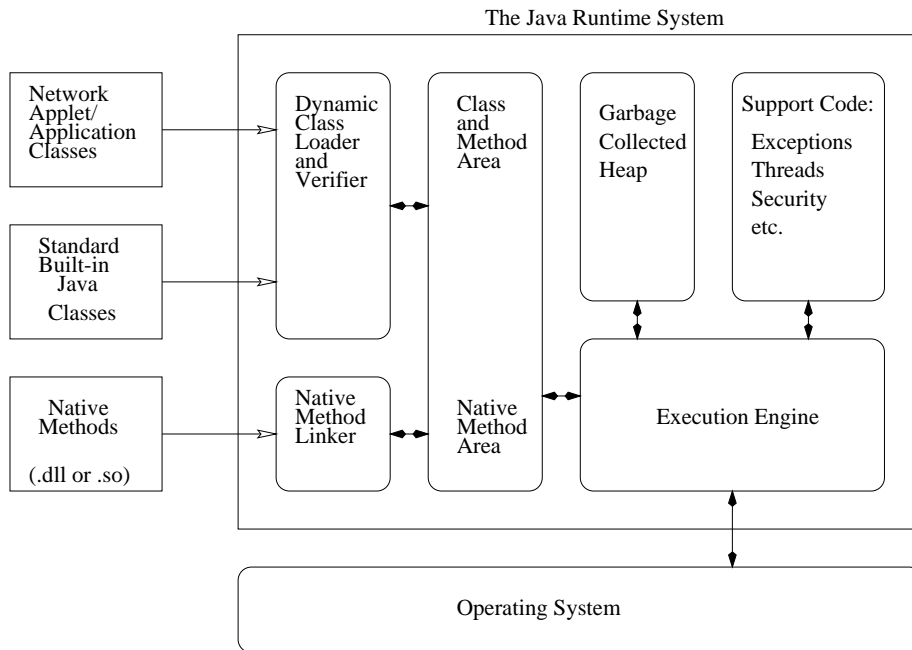 The Java Runtime System
Network
Applet/
Application
Classes
Dynamic
Class
Loader
and
Verifier
Class
and
Method
Area
Garbage
Collected
Heap
Support Code:
Exceptions
Threads
Security
etc.
Standard
Built-in
Java
Classes
Native
Methods
(.dll or .so)
Native
Method
Linker
Native
Method
Area
Execution Engine
Operating System